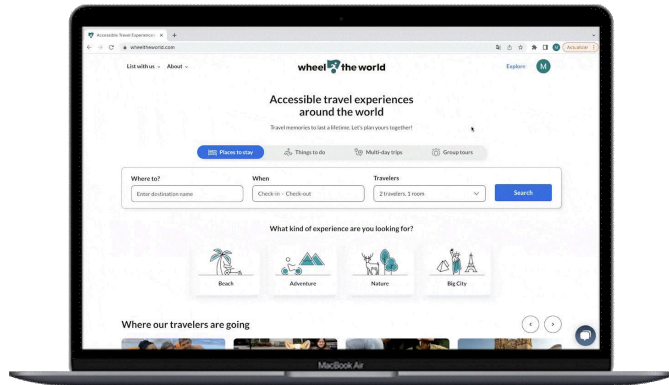 Accessible Travel Experiences
wheeltheworld.com
Actualizar
List with us
About
wheel the world
Explore
M
Accessible travel experiences
around the world
Travel memories to last a lifetime. Let's plan yours together!
Places to stay
Things to do
Multi-day trips
Group tours
Where to?
When
Travelers
Enter destination name
Check-in - Check-out
2 travelers, 1 room
Search
What kind of experience are you looking for?
Beach
Adventure
Nature
Big City
Where our travelers are going
MacBook Air